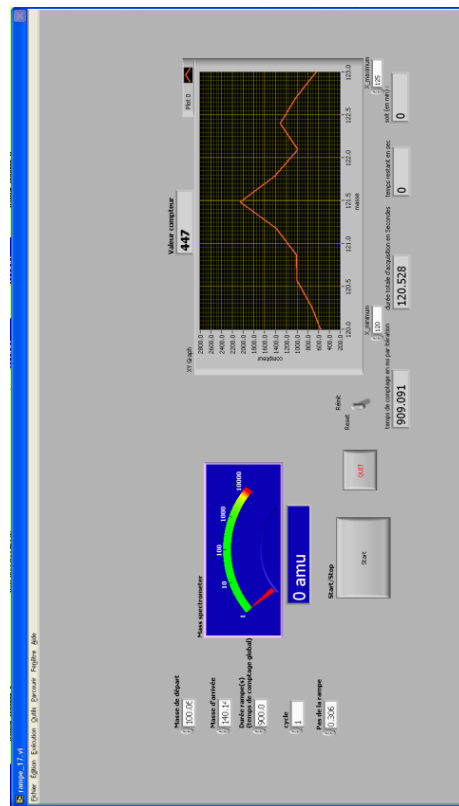 rampe_17.vi
Fichier Edition Exécution Outils Parcourir Fenêtre Aide
Masse de départ
100.06
Masse d'arrivée
140.14
Durée rampe(s)
(temps de comptage global)
900.0
cycle
1
Pas de la rampe
0.306
Mass spectrometer
1 10 100 1000 10000
0 amu
Start/Stop
Start
QUIT
Reset
Réinit
Valeur compteur
447
XY Graph
Plot 0
compteur
2800.0
2600.0
2400.0
2200.0
2000.0
1800.0
1600.0
1400.0
1200.0
1000.0
800.0
600.0
400.0
200.0
120.0 120.5 121.0 121.5 122.0 122.5 123.0
masse
X_minimum
120
X_maximum
125
temps de comptage en ms par itération
909.091
durée totale d'acquisition en Secondes
120.528
temps restant en sec
0
soit (en min)
0